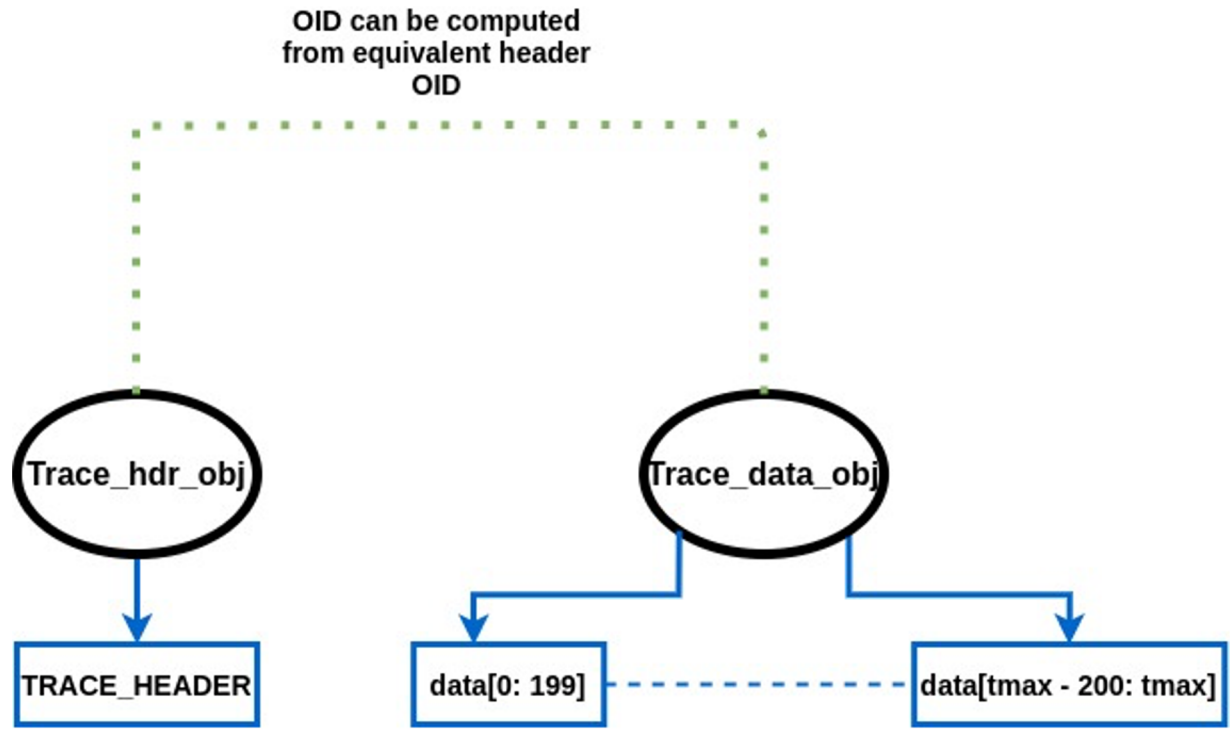 OID can be computed
from equivalent header
OID
Trace_hdr_obj
Trace_data_obj
TRACE_HEADER
data[0: 199]
data[tmax - 200: tmax]